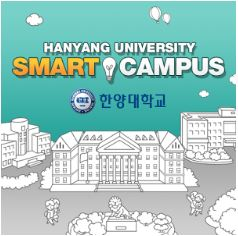 HANYANG UNIVERSITY
SMART CAMPUS
한양대학교